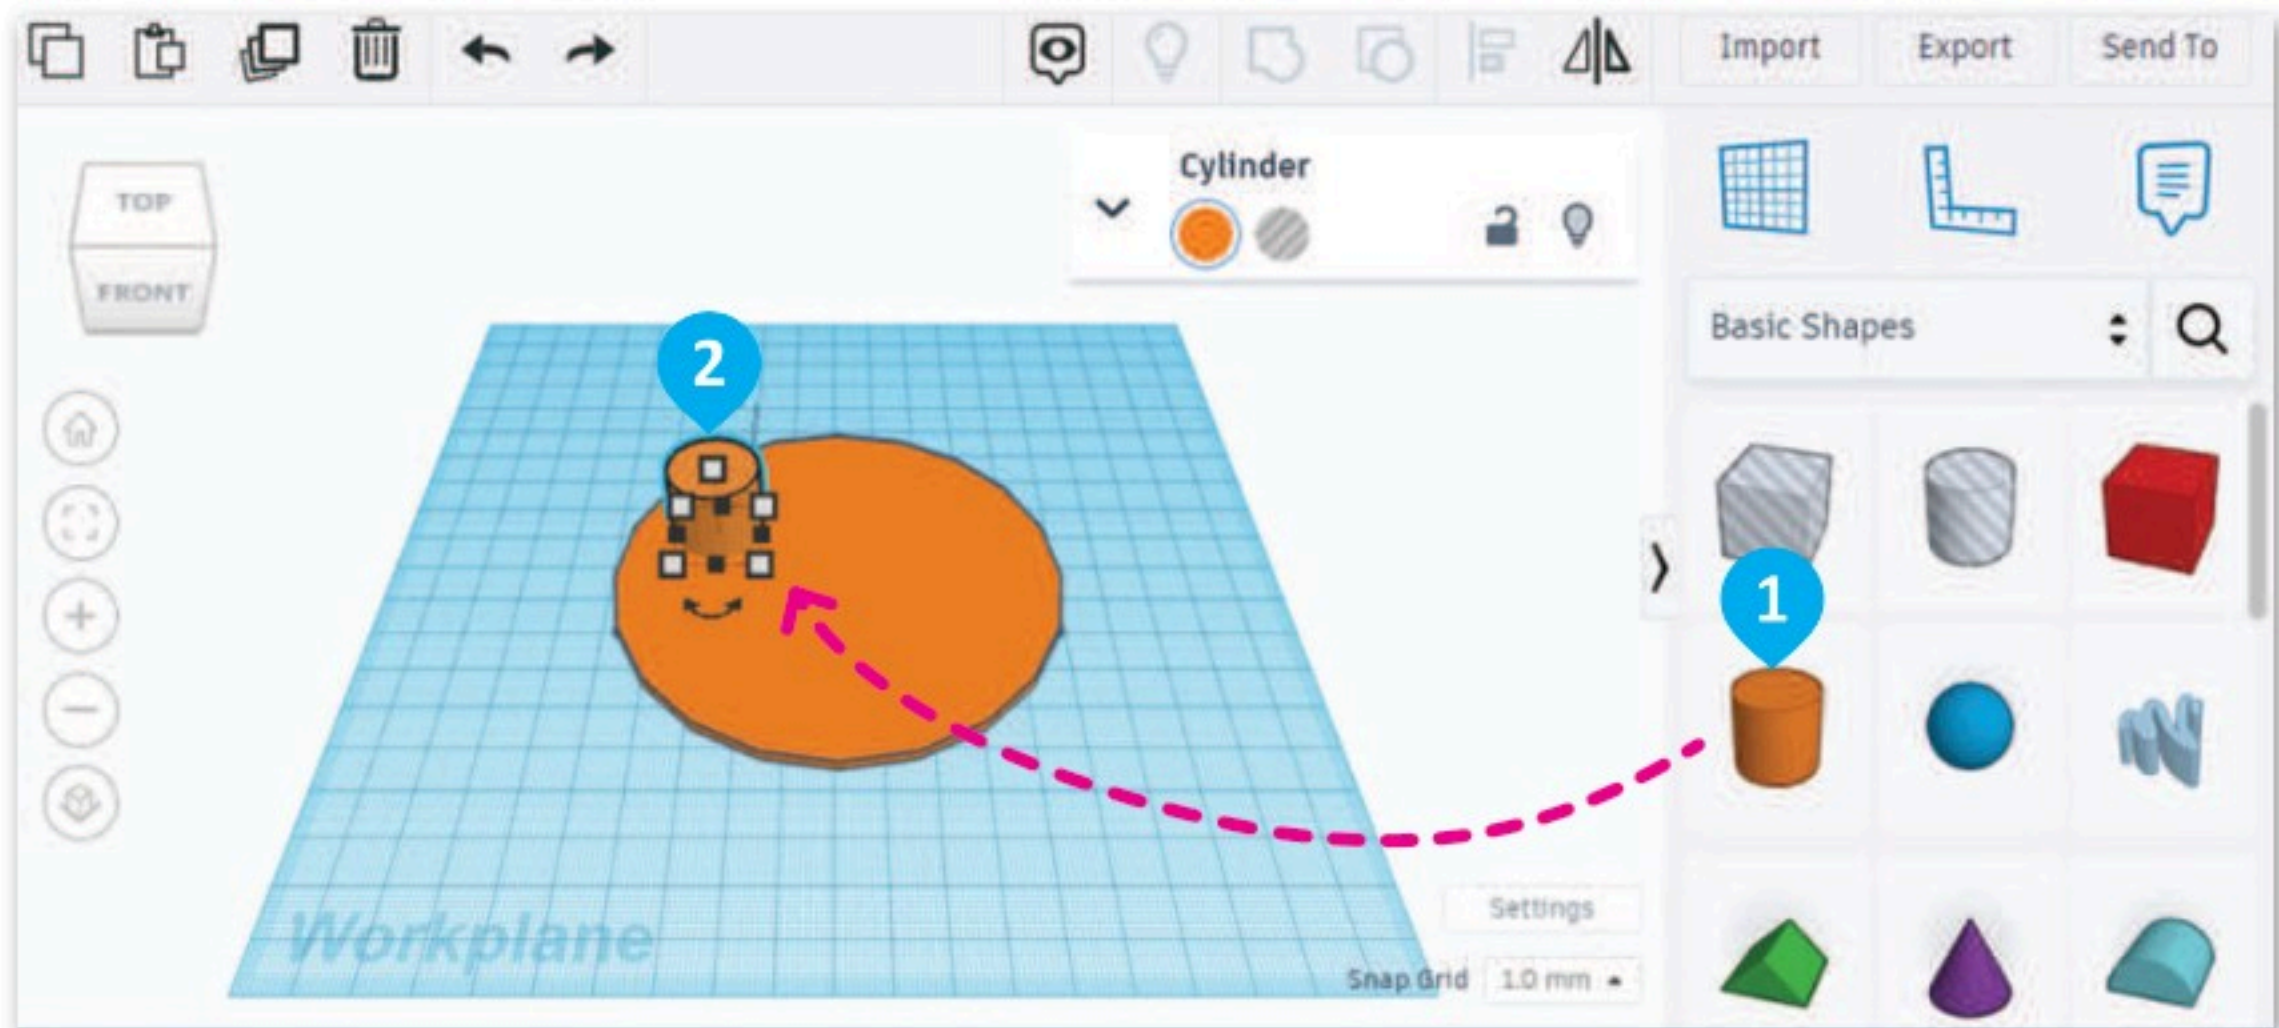 Import Export Send To
Cylinder
TOP
FRONT
Basic Shapes
2
1
Workplane
Settings
Snap Grid 1.0 mm